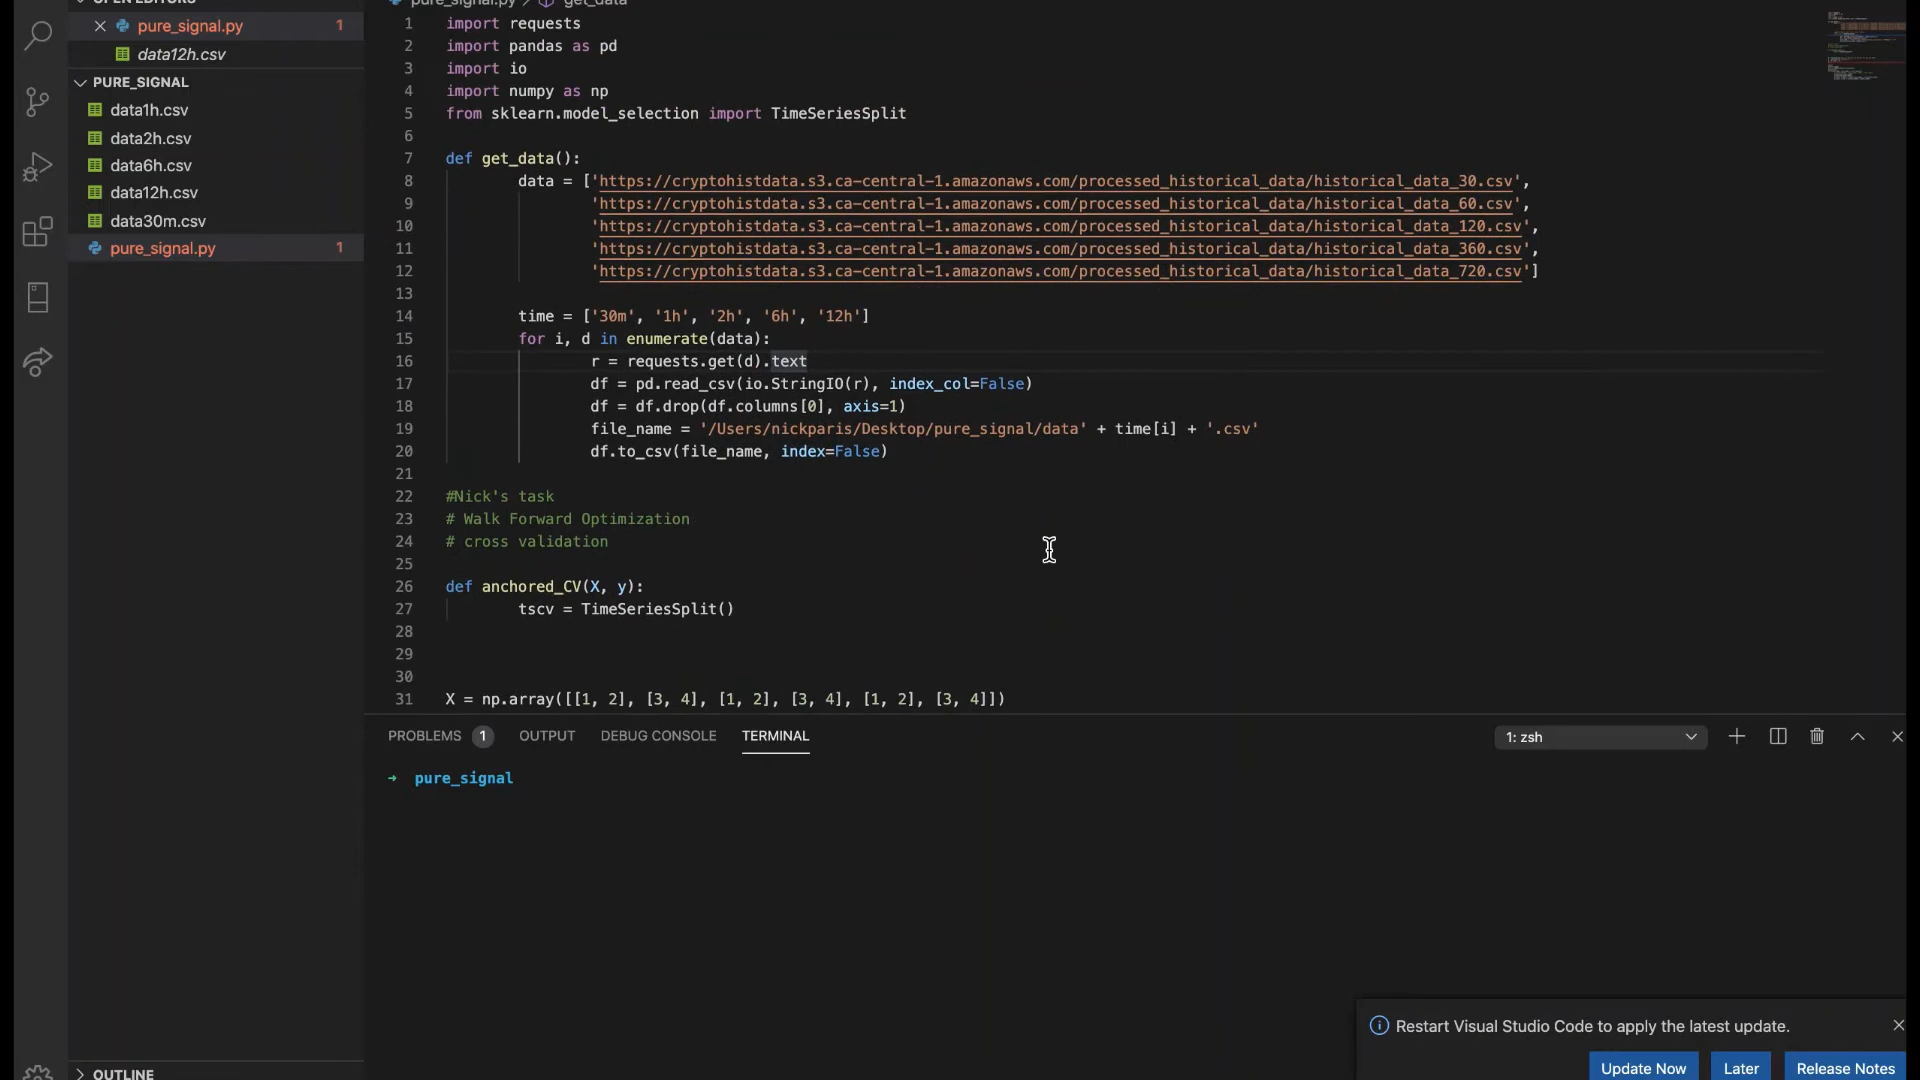 OPEN EDITORS
pure_signal.py 1
data12h.csv
PURE_SIGNAL
data1h.csv
data2h.csv
data6h.csv
data12h.csv
data30m.csv
pure_signal.py 1
OUTLINE
pure_signal.py > get_data
1 import requests
2 import pandas as pd
3 import io
4 import numpy as np
5 from sklearn.model_selection import TimeSeriesSplit
6
7 def get_data():
8 data = ['https://cryptohistdata.s3.ca-central-1.amazonaws.com/processed_historical_data/historical_data_30.csv',
9 'https://cryptohistdata.s3.ca-central-1.amazonaws.com/processed_historical_data/historical_data_60.csv',
10 'https://cryptohistdata.s3.ca-central-1.amazonaws.com/processed_historical_data/historical_data_120.csv',
11 'https://cryptohistdata.s3.ca-central-1.amazonaws.com/processed_historical_data/historical_data_360.csv',
12 'https://cryptohistdata.s3.ca-central-1.amazonaws.com/processed_historical_data/historical_data_720.csv']
13
14 time = ['30m', '1h', '2h', '6h', '12h']
15 for i, d in enumerate(data):
16 r = requests.get(d).text
17 df = pd.read_csv(io.StringIO(r), index_col=False)
18 df = df.drop(df.columns[0], axis=1)
19 file_name = '/Users/nickparis/Desktop/pure_signal/data' + time[i] + '.csv'
20 df.to_csv(file_name, index=False)
21
22 #Nick's task
23 # Walk Forward Optimization
24 # cross validation
25
26 def anchored_CV(X, y):
27 tscv = TimeSeriesSplit()
28
29
30
31 X = np.array([[1, 2], [3, 4], [1, 2], [3, 4], [1, 2], [3, 4]])
PROBLEMS 1 OUTPUT DEBUG CONSOLE TERMINAL 1: zsh
→ pure_signal
Restart Visual Studio Code to apply the latest update.
Update Now Later Release Notes